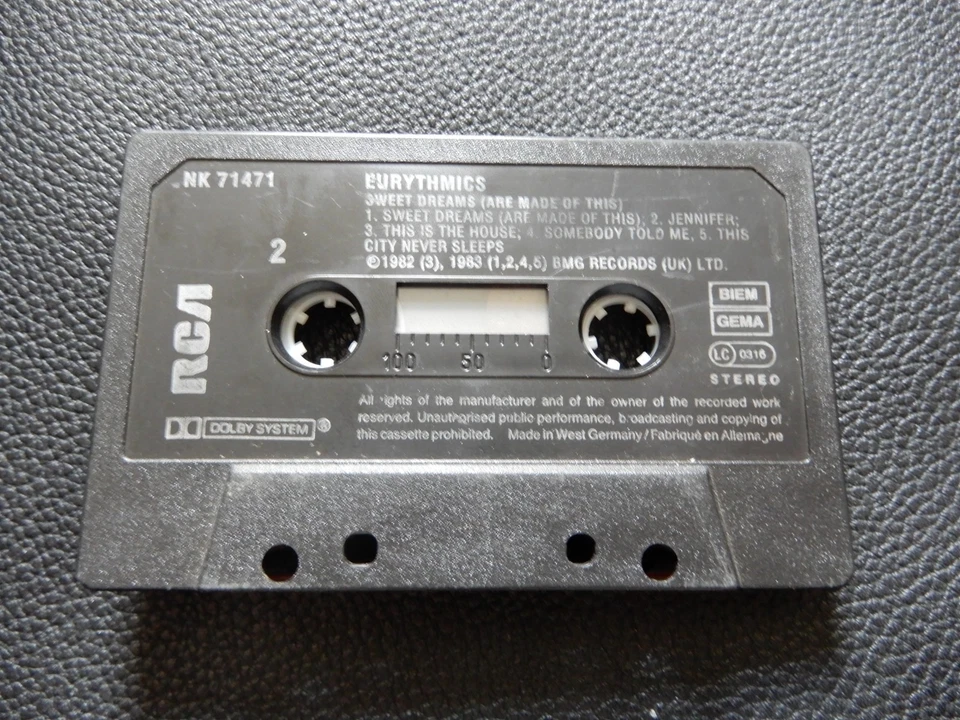 NK 71471
EURYTHMICS
SWEET DREAMS (ARE MADE OF THIS)
1. SWEET DREAMS (ARE MADE OF THIS), 2. JENNIFER;
3. THIS IS THE HOUSE; 4. SOMEBODY TOLD ME, 5. THIS
CITY NEVER SLEEPS
©1982 (3), 1983 (1,2,4,5) BMG RECORDS (UK) LTD.
2
RCA
100 50 0
BIEM
GEMA
LC 0316
STEREO
DOLBY SYSTEM ®
All rights of the manufacturer and of the owner of the recorded work
reserved. Unauthorised public performance, broadcasting and copying of
this cassette prohibited. Made in West Germany / Fabriqué en Allemagne